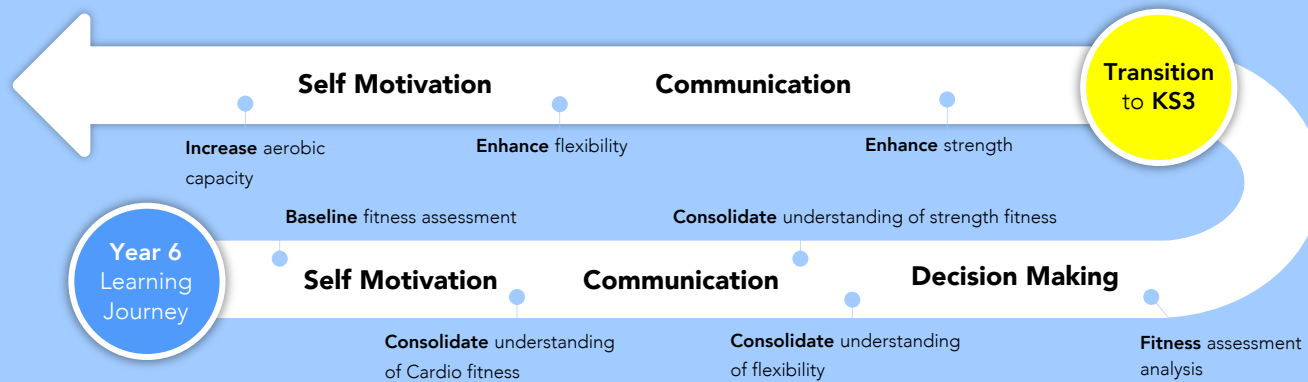 Self Motivation
Communication
Transition
to KS3
Increase aerobic
capacity
Enhance flexibility
Enhance strength
Baseline fitness assessment
Consolidate understanding of strength fitness
Year 6
Learning
Journey
Self Motivation
Communication
Decision Making
Consolidate understanding
of Cardio fitness
Consolidate understanding
of flexibility
Fitness assessment
analysis